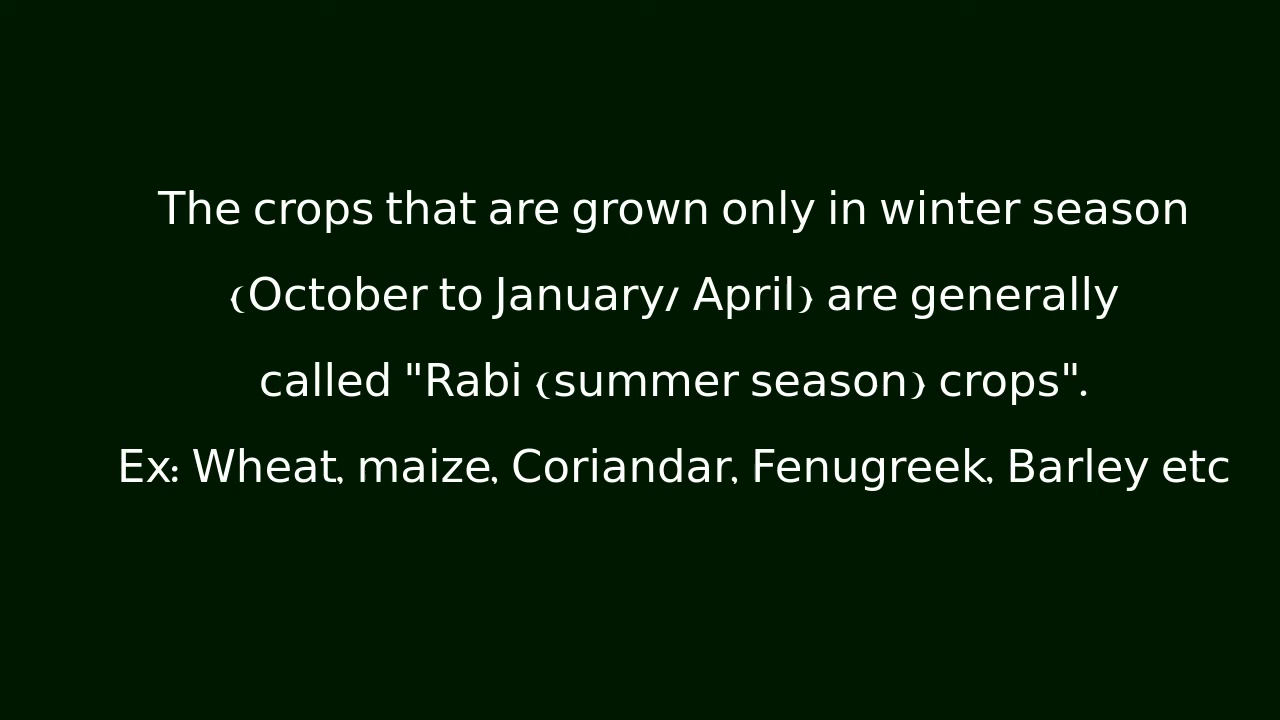 The crops that are grown only in winter season
(October to January/ April) are generally
called "Rabi (summer season) crops".
Ex: Wheat, maize, Coriandar, Fenugreek, Barley etc